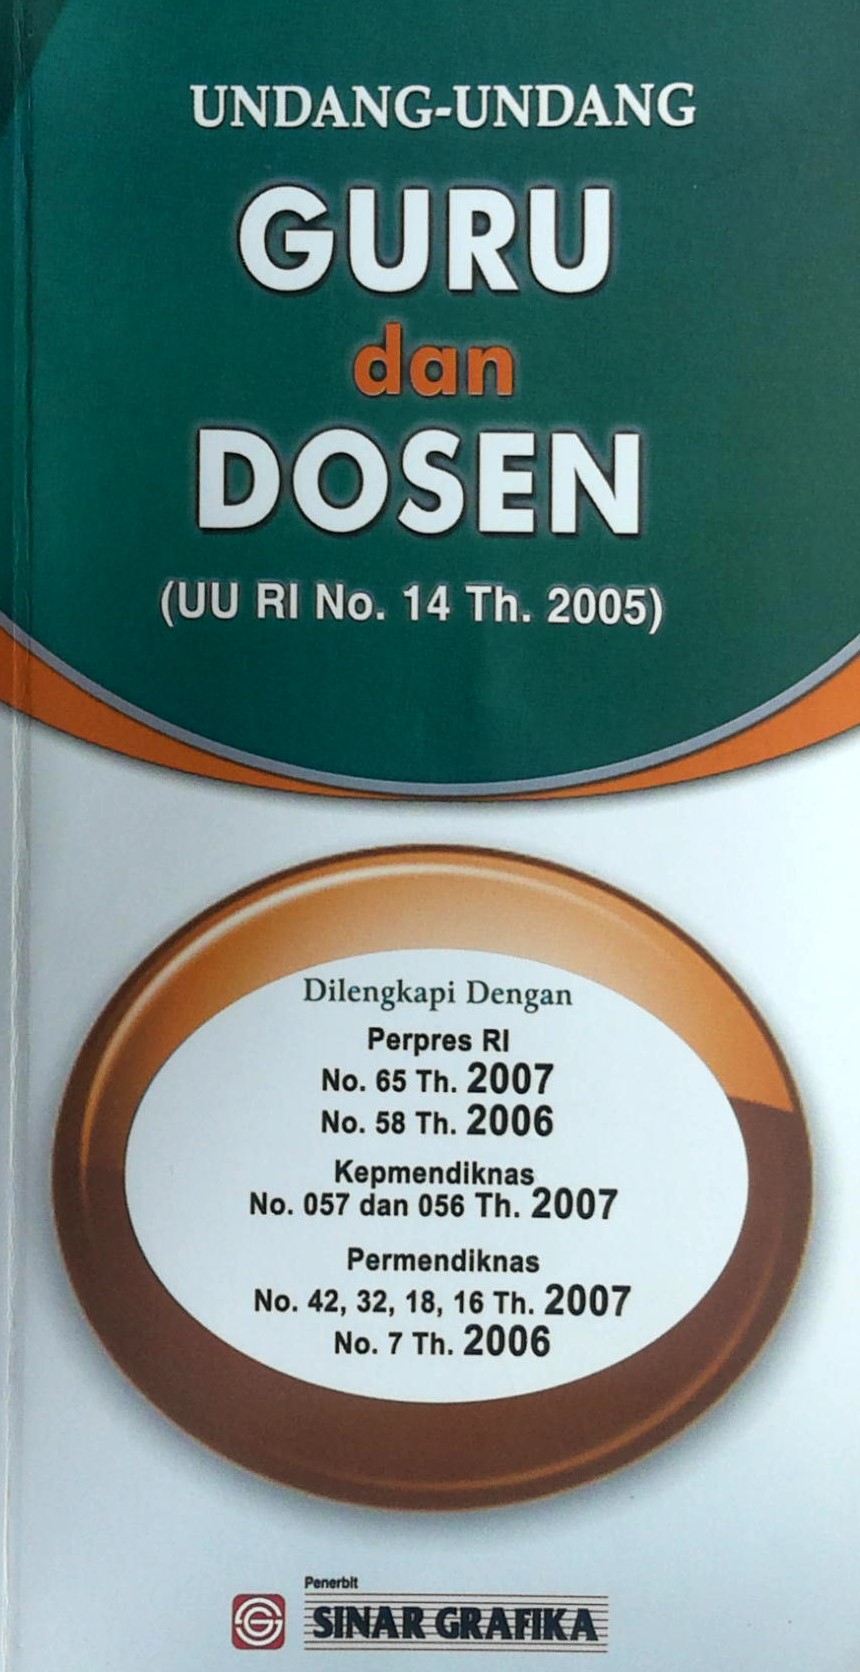 UNDANG-UNDANG
GURU
dan
DOSEN
(UU RI No. 14 Th. 2005)
Dilengkapi Dengan
Perpres RI
No. 65 Th. 2007
No. 58 Th. 2006
Kepmendiknas
No. 057 dan 056 Th. 2007
Permendiknas
No. 42, 32, 18, 16 Th. 2007
No. 7 Th. 2006
Penerbit
SINAR GRAFIKA